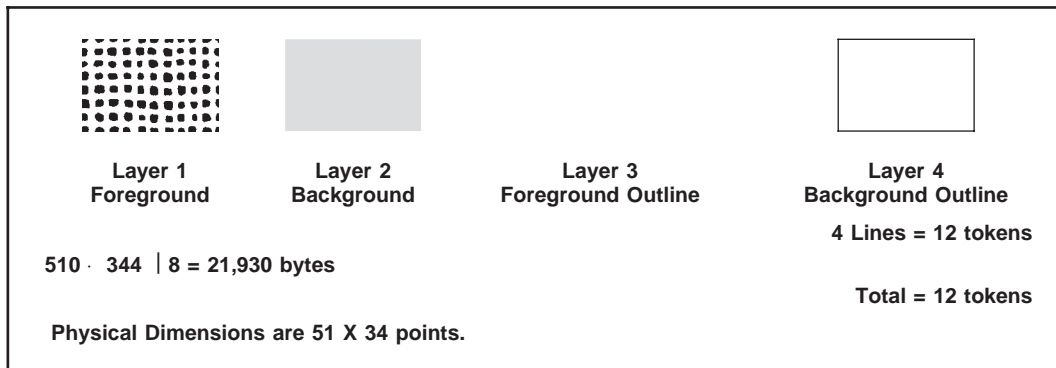 Layer 1
Foreground
Layer 2
Background
Layer 3
Foreground Outline
Layer 4
Background Outline
4 Lines = 12 tokens
510 · 344 | 8 = 21,930 bytes
Total = 12 tokens
Physical Dimensions are 51 X 34 points.